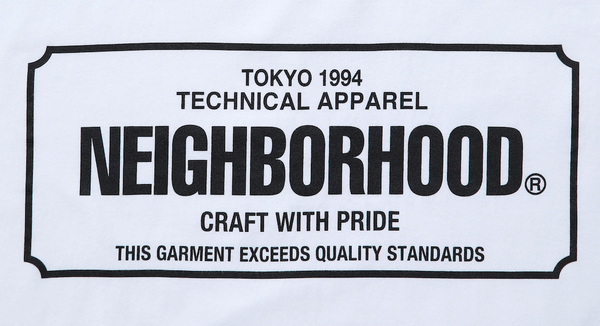 TOKYO 1994
TECHNICAL APPAREL
NEIGHBORHOOD®
CRAFT WITH PRIDE
THIS GARMENT EXCEEDS QUALITY STANDARDS